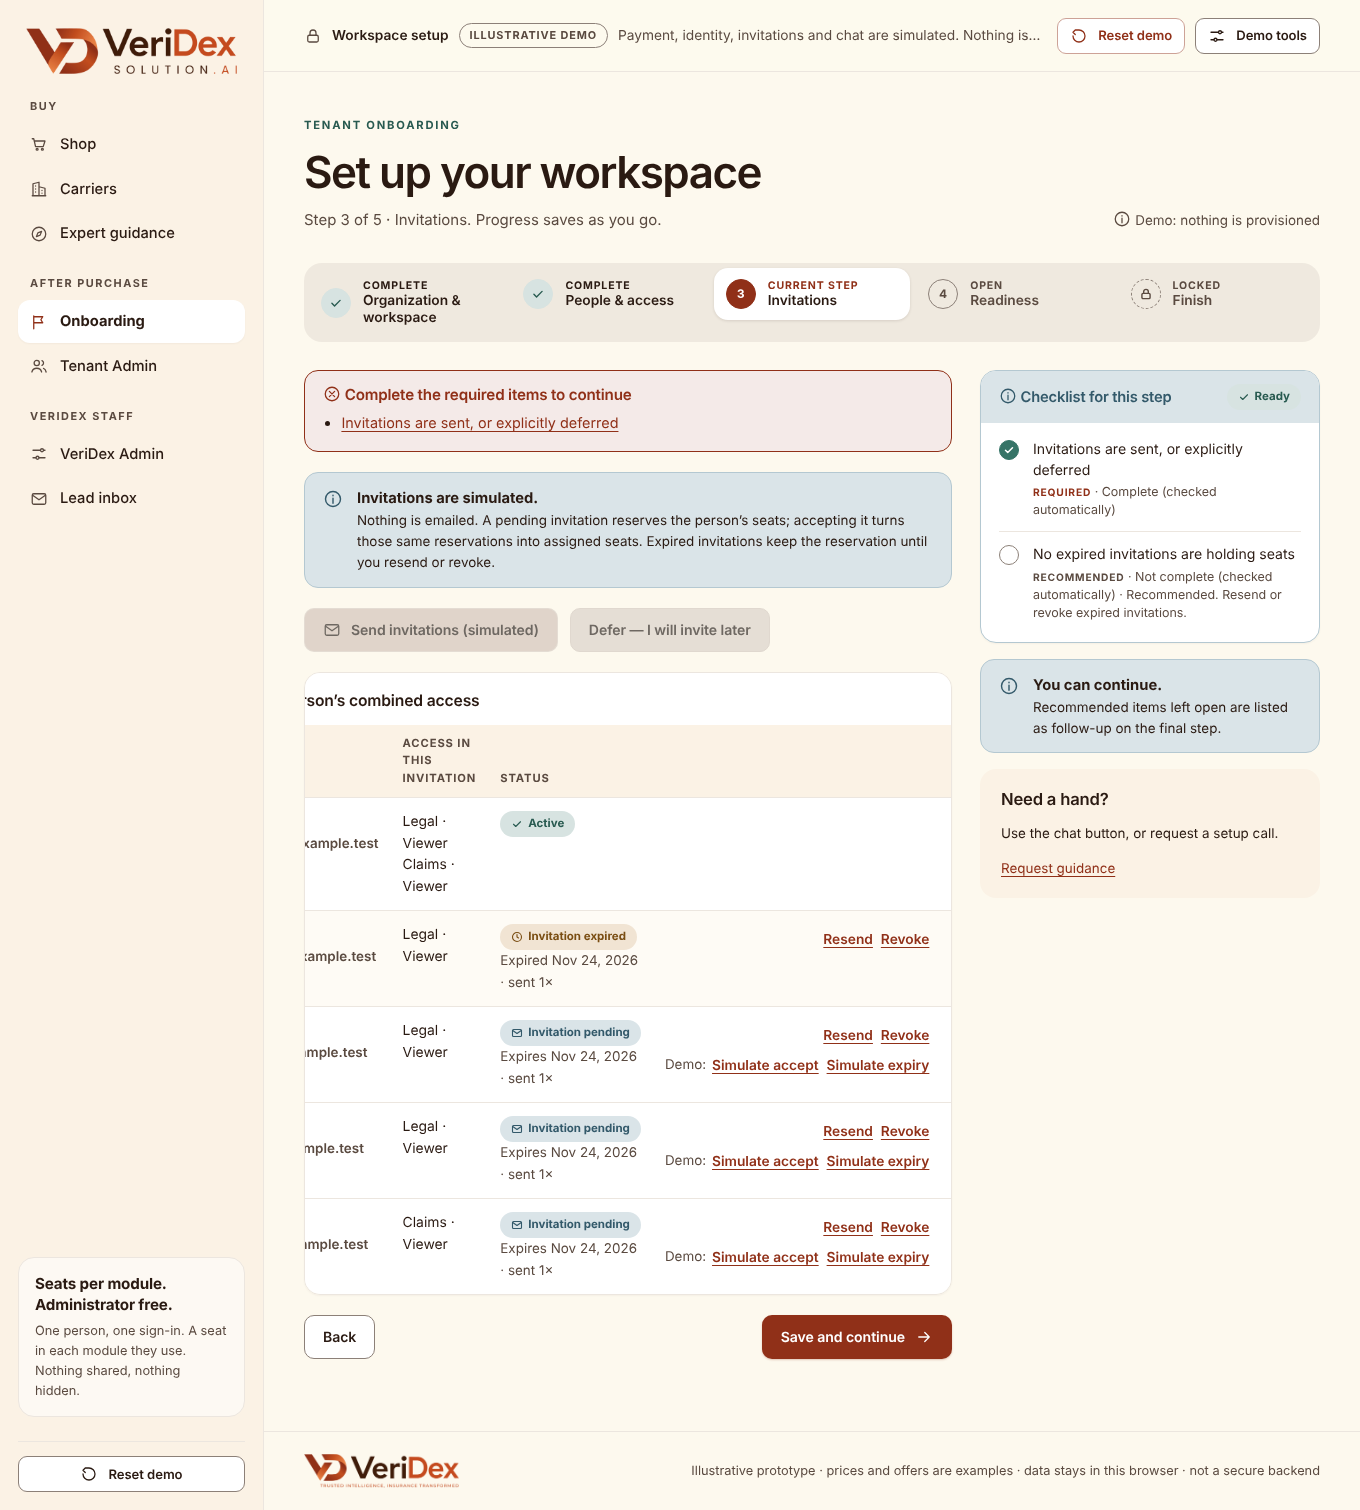 VeriDex
SOLUTION.AI
BUY
Shop
Carriers
Expert guidance
AFTER PURCHASE
Onboarding
Tenant Admin
VERIDEX STAFF
VeriDex Admin
Lead inbox
Seats per module.
Administrator free.
One person, one sign-in. A seat
in each module they use.
Nothing shared, nothing
hidden.
Reset demo
Workspace setup
ILLUSTRATIVE DEMO
Payment, identity, invitations and chat are simulated. Nothing is…
Reset demo
Demo tools
TENANT ONBOARDING
Set up your workspace
Step 3 of 5 · Invitations. Progress saves as you go.
Demo: nothing is provisioned
COMPLETE
Organization &
workspace
COMPLETE
People & access
3
CURRENT STEP
Invitations
4
OPEN
Readiness
LOCKED
Finish
Complete the required items to continue
• Invitations are sent, or explicitly deferred
Invitations are simulated.
Nothing is emailed. A pending invitation reserves the person’s seats; accepting it turns
those same reservations into assigned seats. Expired invitations keep the reservation until
you resend or revoke.
Send invitations (simulated)
Defer — I will invite later
rson’s combined access
ACCESS IN
THIS
INVITATION
STATUS
xample.test
Legal ·
Viewer
Claims ·
Viewer
Active
xample.test
Legal ·
Viewer
Invitation expired
Expired Nov 24, 2026
· sent 1×
Resend Revoke
mple.test
Legal ·
Viewer
Invitation pending
Expires Nov 24, 2026
· sent 1×
Resend Revoke
Demo: Simulate accept Simulate expiry
mple.test
Legal ·
Viewer
Invitation pending
Expires Nov 24, 2026
· sent 1×
Resend Revoke
Demo: Simulate accept Simulate expiry
mple.test
Claims ·
Viewer
Invitation pending
Expires Nov 24, 2026
· sent 1×
Resend Revoke
Demo: Simulate accept Simulate expiry
Back
Save and continue
Checklist for this step
Ready
Invitations are sent, or explicitly
deferred
REQUIRED · Complete (checked
automatically)
No expired invitations are holding seats
RECOMMENDED · Not complete (checked
automatically) · Recommended. Resend or
revoke expired invitations.
You can continue.
Recommended items left open are listed
as follow-up on the final step.
Need a hand?
Use the chat button, or request a setup call.
Request guidance
VeriDex
TRUSTED INTELLIGENCE, INSURANCE TRANSFORMED
Illustrative prototype · prices and offers are examples · data stays in this browser · not a secure backend